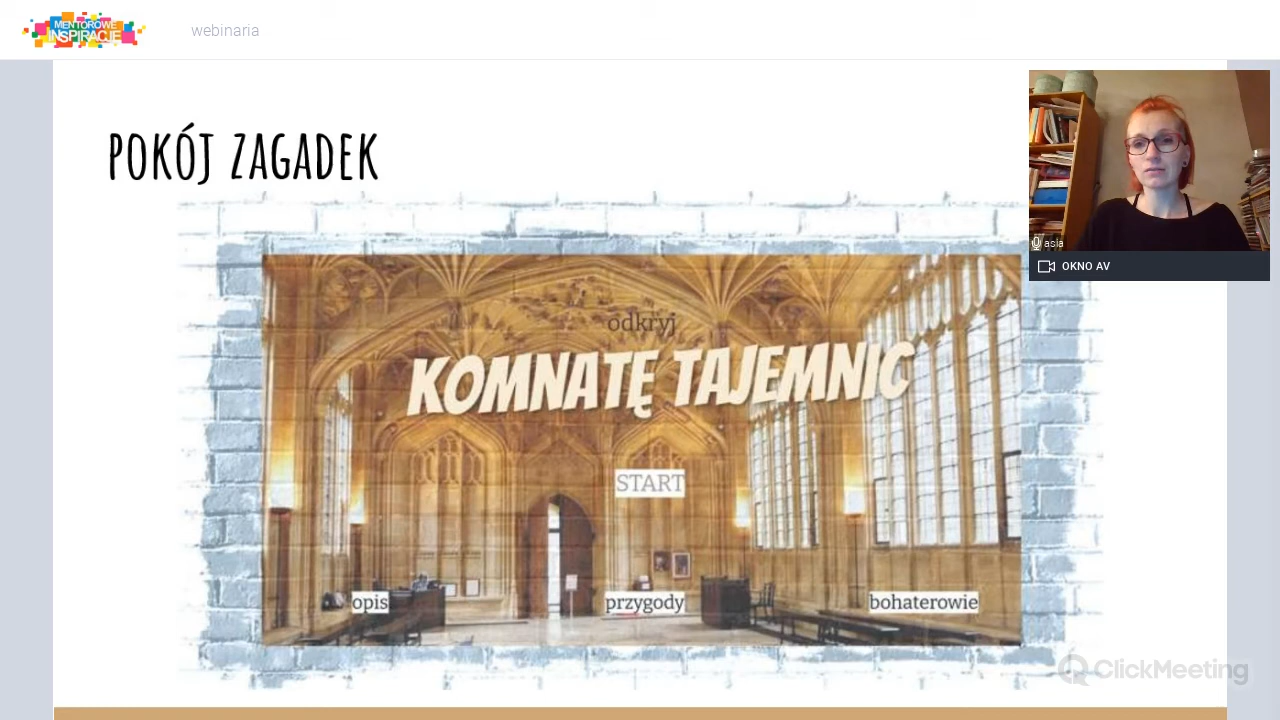 MENTOROWE
INSPIRACJE
webinaria
POKÓJ ZAGADEK
asia
OKNO AV
odkryj
KOMNATĘ TAJEMNIC
START
opis
przygody
bohaterowie
ClickMeeting